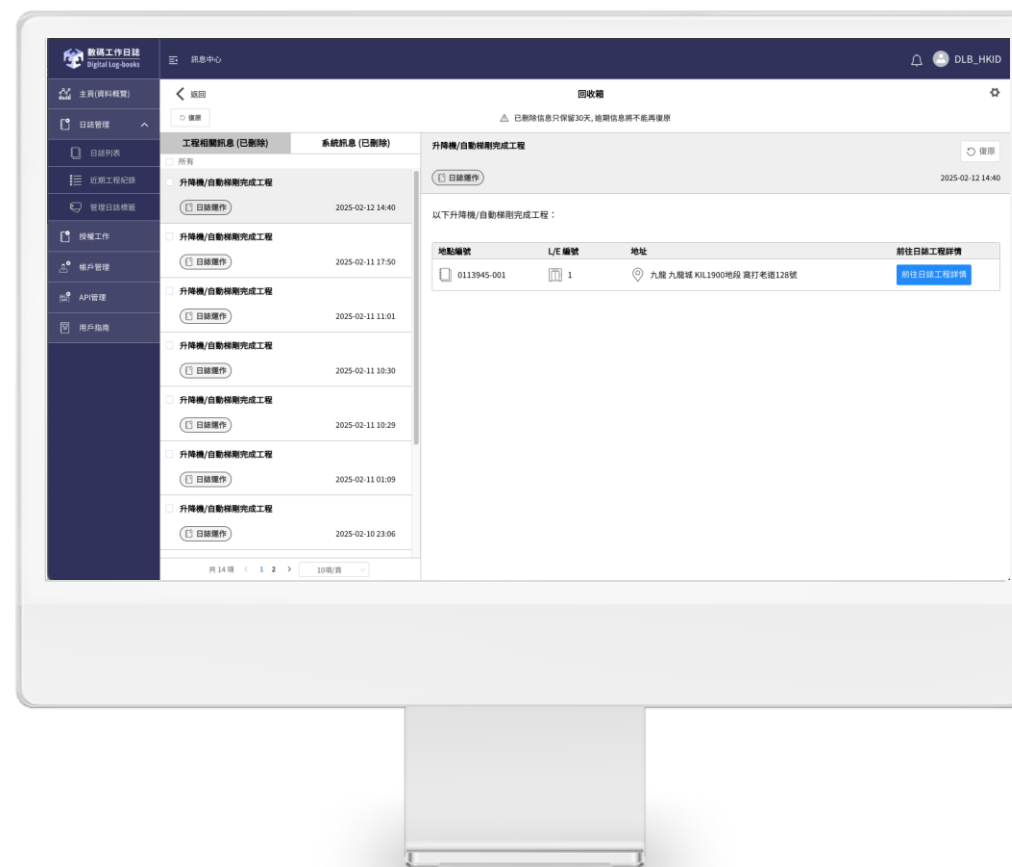 數碼工作日誌
Digital Log-books
訊息中心
DLB_HKID
主頁(資料概覽)
日誌管理
日誌列表
近期工程紀錄
管理日誌標籤
授權工作
帳戶管理
API管理
用戶指南
返回
回收箱
復原
已刪除信息只保留30天, 逾期信息將不能再復原
工程相關訊息 (已刪除)
系統訊息 (已刪除)
所有
升降機/自動梯剛完成工程
日誌運作
2025-02-12 14:40
升降機/自動梯剛完成工程
日誌運作
2025-02-11 17:50
升降機/自動梯剛完成工程
日誌運作
2025-02-11 11:01
升降機/自動梯剛完成工程
日誌運作
2025-02-11 10:30
升降機/自動梯剛完成工程
日誌運作
2025-02-11 10:29
升降機/自動梯剛完成工程
日誌運作
2025-02-11 01:09
升降機/自動梯剛完成工程
日誌運作
2025-02-10 23:06
共 14 項 1 2 10項/頁
升降機/自動梯剛完成工程
復原
日誌運作
2025-02-12 14:40
以下升降機/自動梯剛完成工程：
地點編號 L/E 編號 地址 前往日誌工程詳情
0113945-001 1 九龍 九龍城 KIL1900地段 窩打老道128號 前往日誌工程詳情